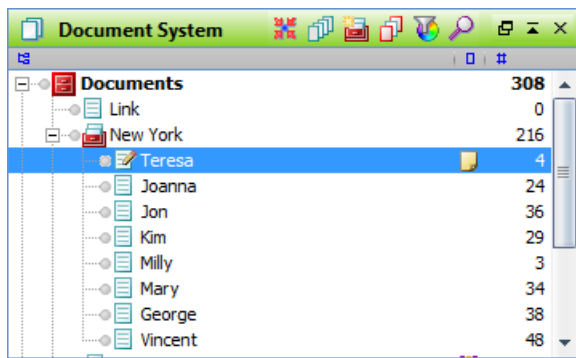 Document System
#
Documents 308
Link 0
New York 216
Teresa 4
Joanna 24
Jon 36
Kim 29
Milly 3
Mary 34
George 38
Vincent 48